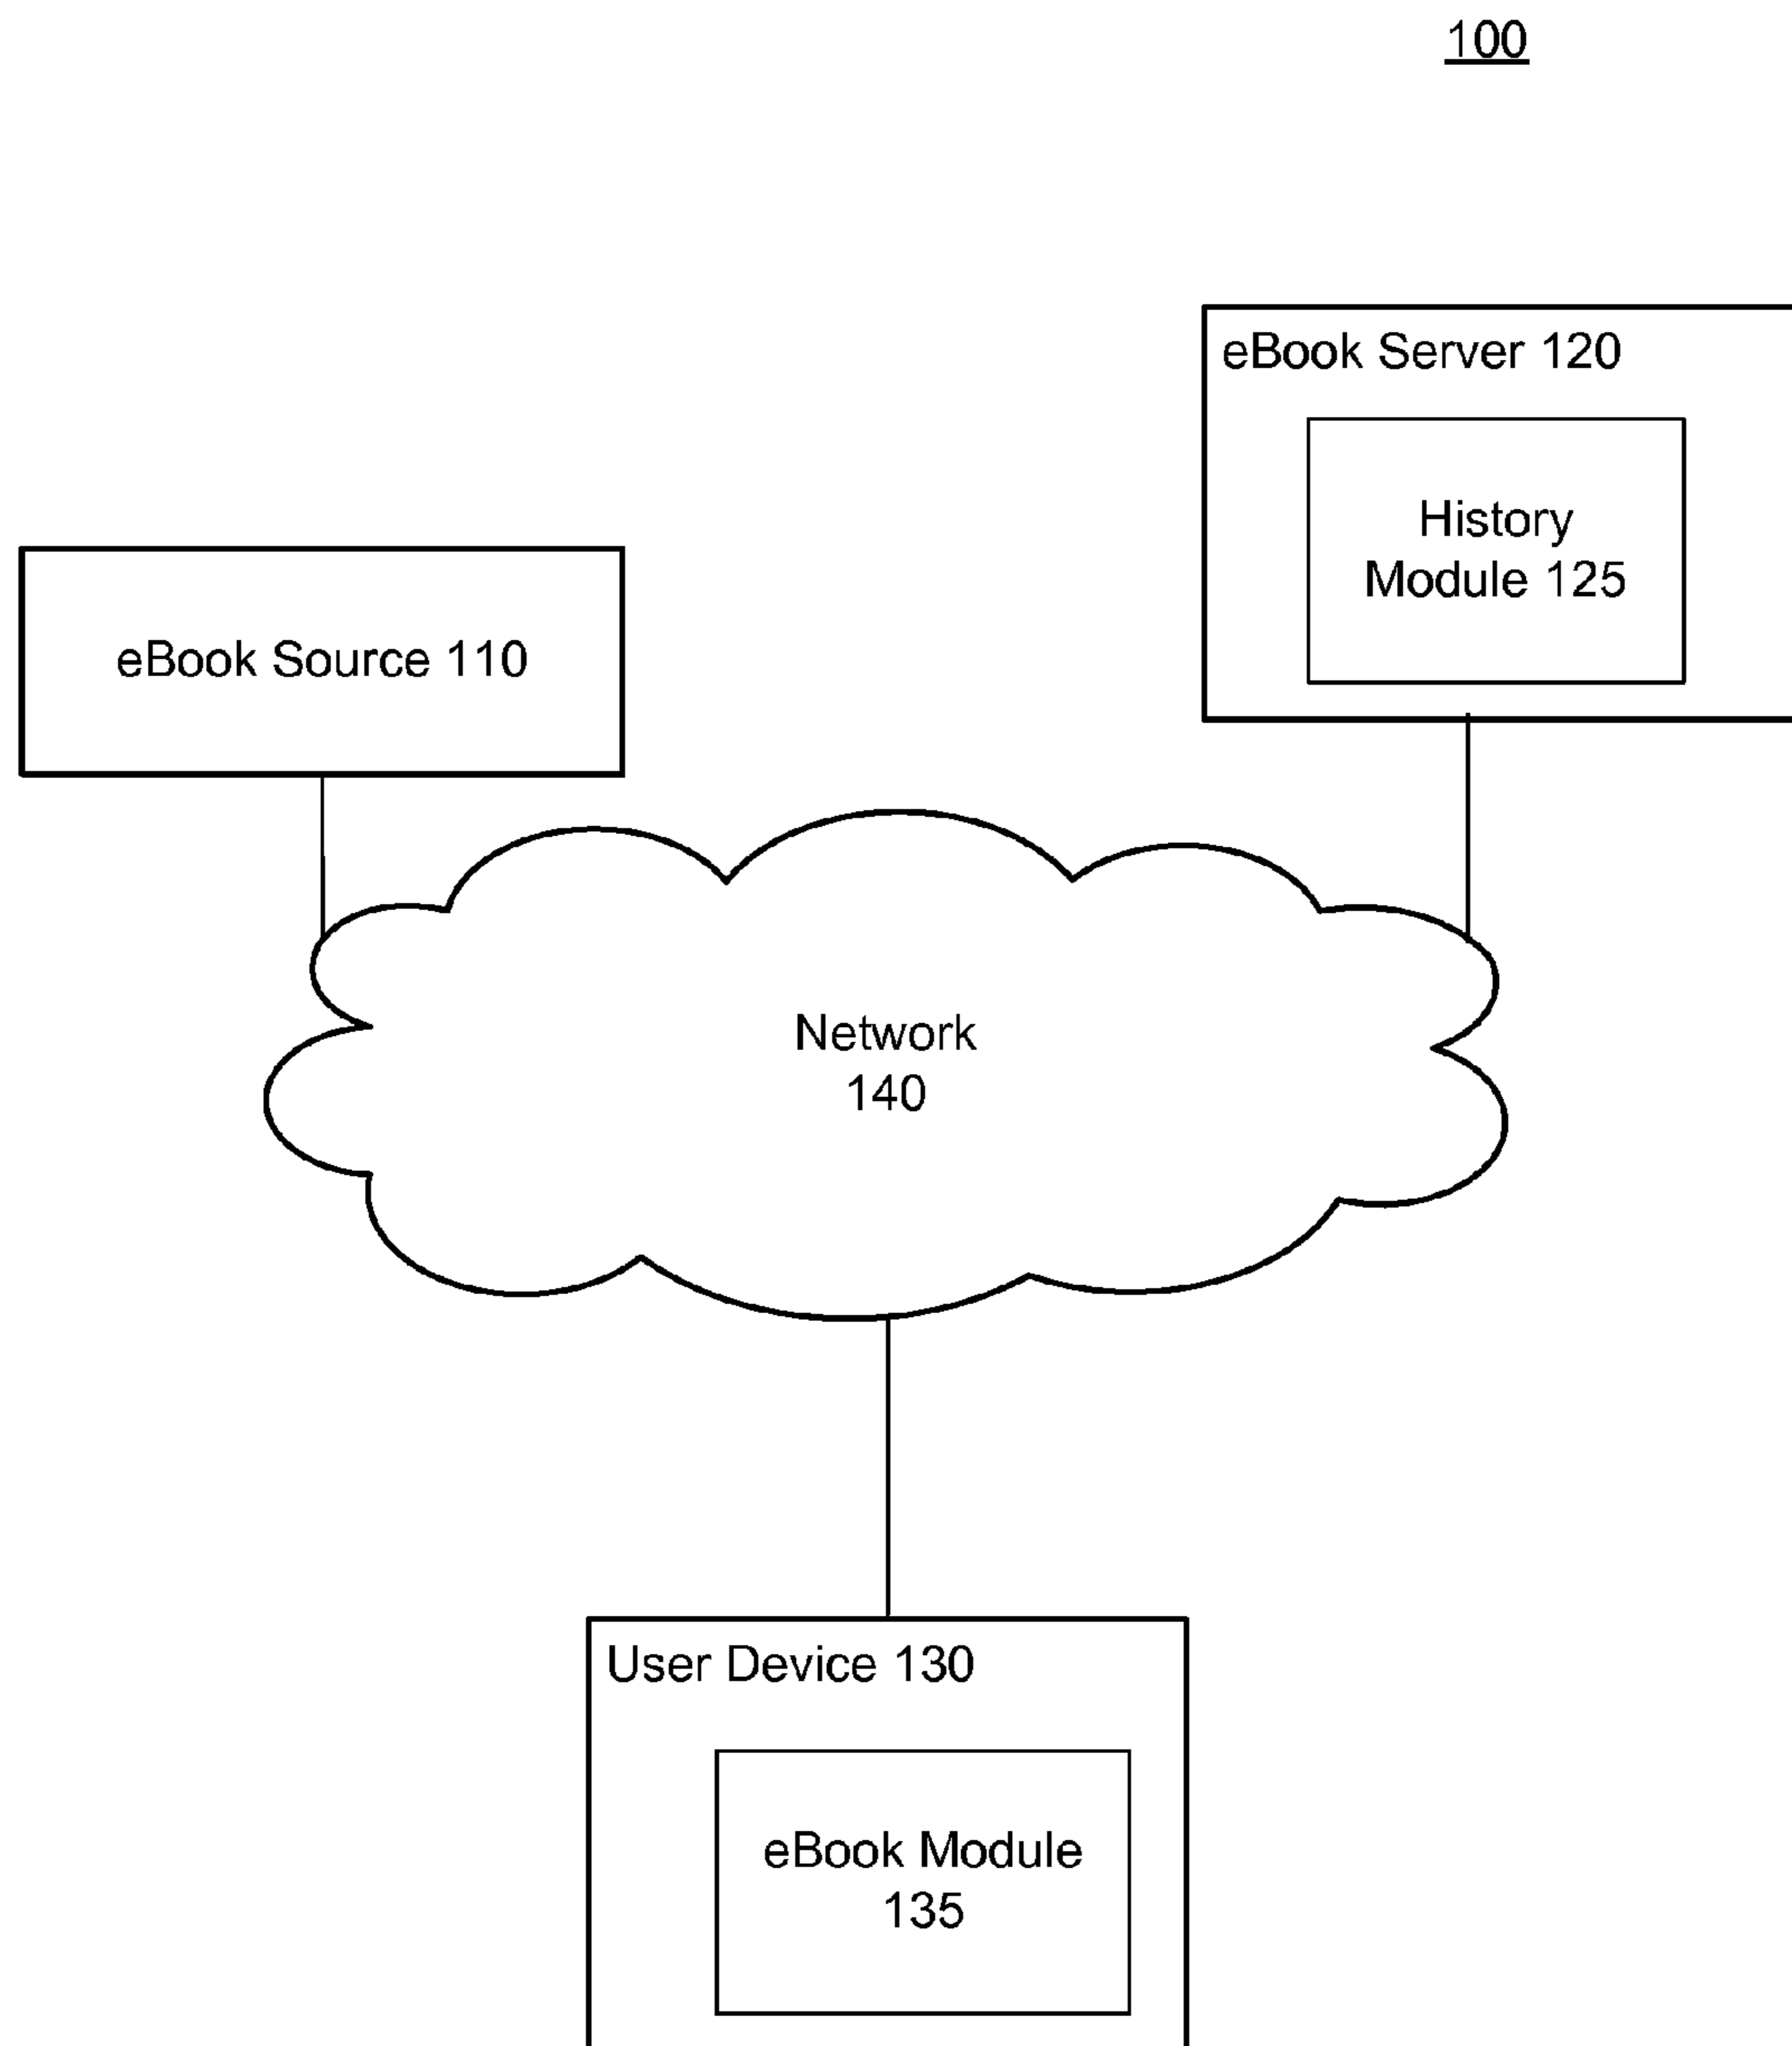 100
eBook Server 120
History
Module 125
eBook Source 110
Network
140
User Device 130
eBook Module
135